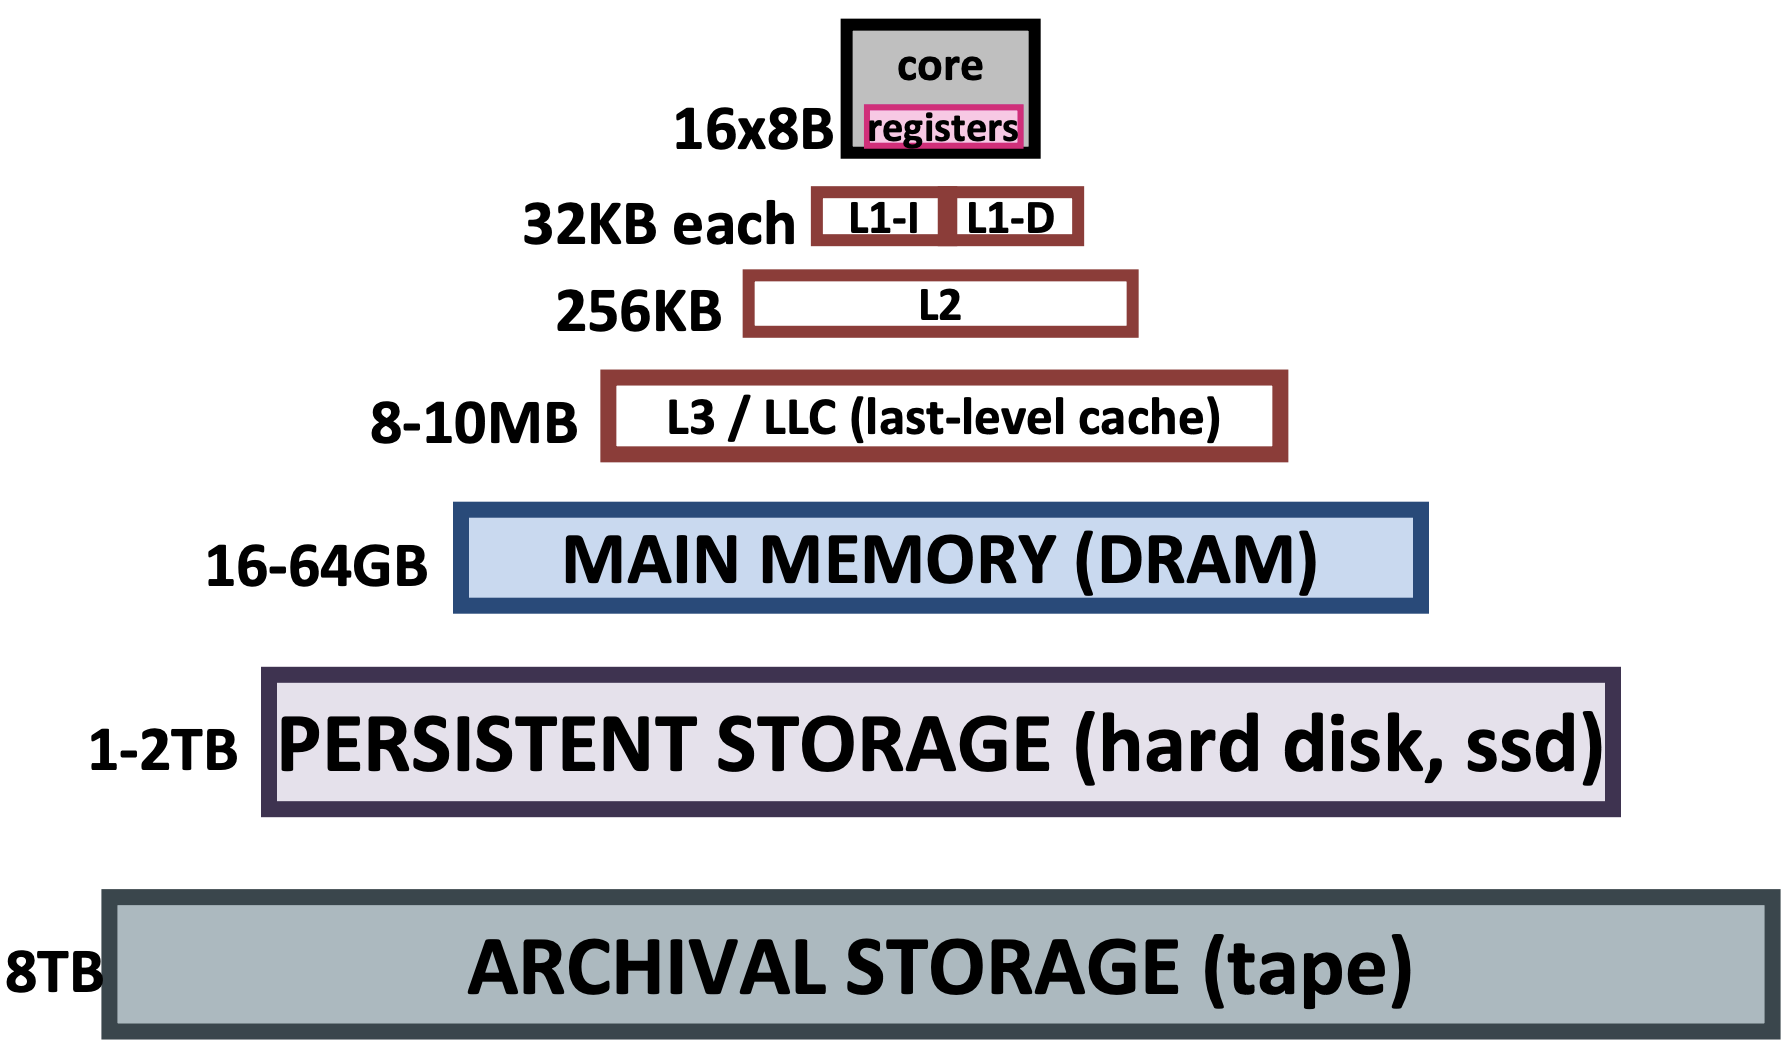 core
16x8B registers
32KB each L1-I L1-D
256KB L2
8-10MB L3 / LLC (last-level cache)
16-64GB MAIN MEMORY (DRAM)
1-2TB PERSISTENT STORAGE (hard disk, ssd)
8TB ARCHIVAL STORAGE (tape)